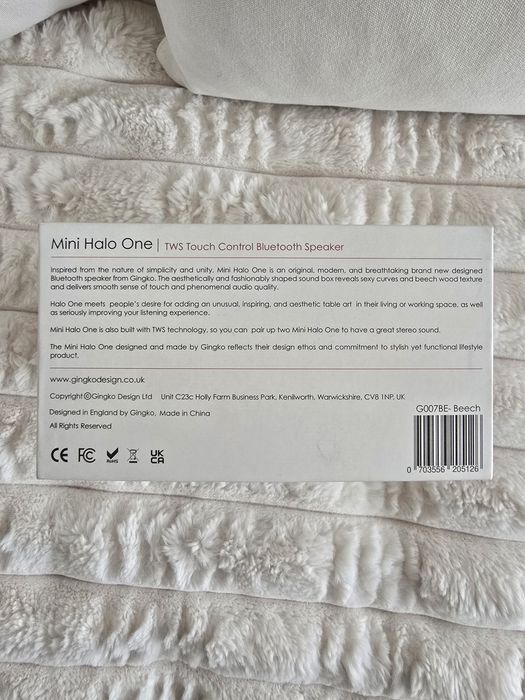 Mini Halo One | TWS Touch Control Bluetooth Speaker
Inspired from the nature of simplicity and unity, Mini Halo One is an original, modern, and breathtaking brand new designed
Bluetooth speaker from Gingko. The aesthetically and fashionably shaped sound box reveals sexy curves and beech wood texture
and delivers smooth sense of touch and phenomenal audio quality.
Halo One meets people's desire for adding an unusual, inspiring, and aesthetic table art in their living or working space, as well
as seriously improving your listening experience.
Mini Halo One is also built with TWS technology, so you can pair up two Mini Halo One to have a great stereo sound.
The Mini Halo One designed and made by Gingko reflects their design ethos and commitment to stylish yet functional lifestyle
product.
www.gingkodesign.co.uk
Copyright ©Gingko Design Ltd Unit C23c Holly Farm Business Park, Kenilworth, Warwickshire, CV8 1NP, UK
Designed in England by Gingko, Made in China
G007BE- Beech
All Rights Reserved
CE FC RoHS UK CA
0 703556 205126